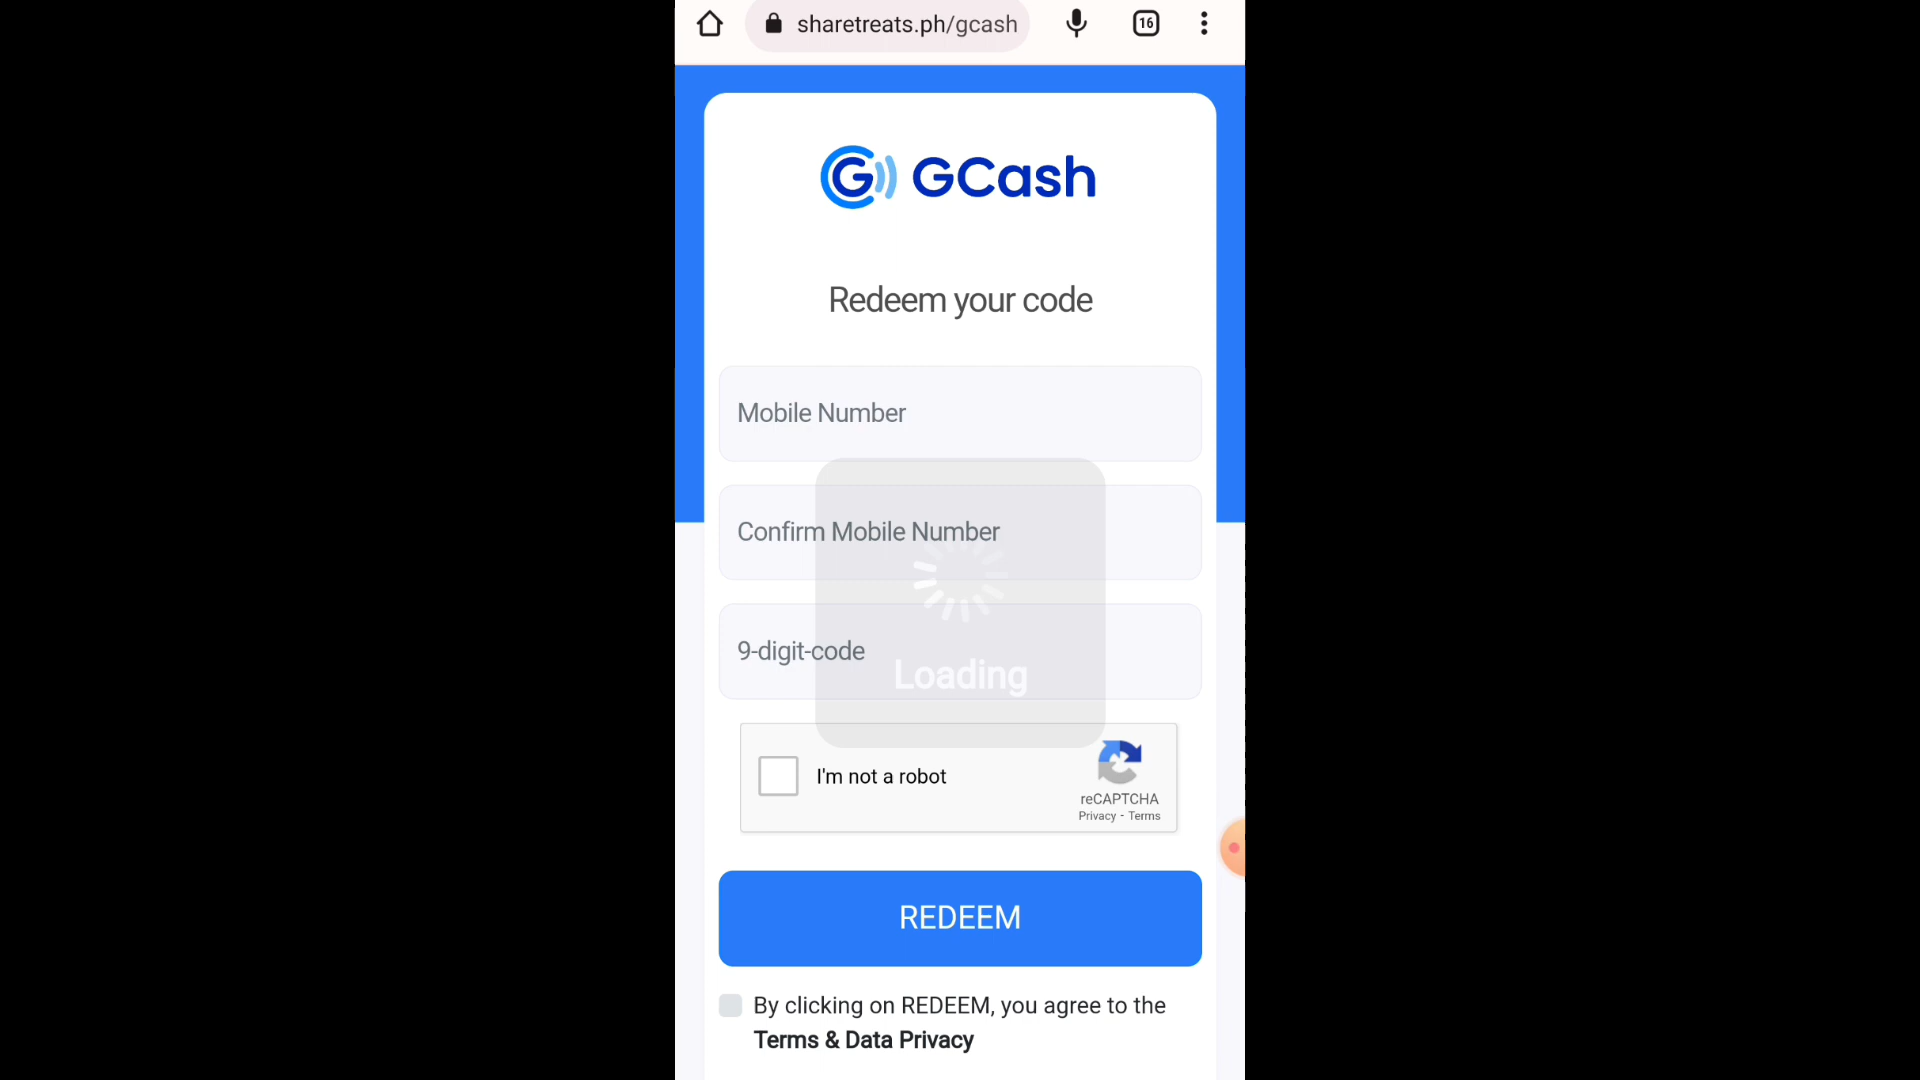 sharetreats.ph/gcash
16
G GCash
Redeem your code
Mobile Number
Confirm Mobile Number
9-digit-code
Loading
I'm not a robot
reCAPTCHA
Privacy - Terms
REDEEM
By clicking on REDEEM, you agree to the
Terms & Data Privacy